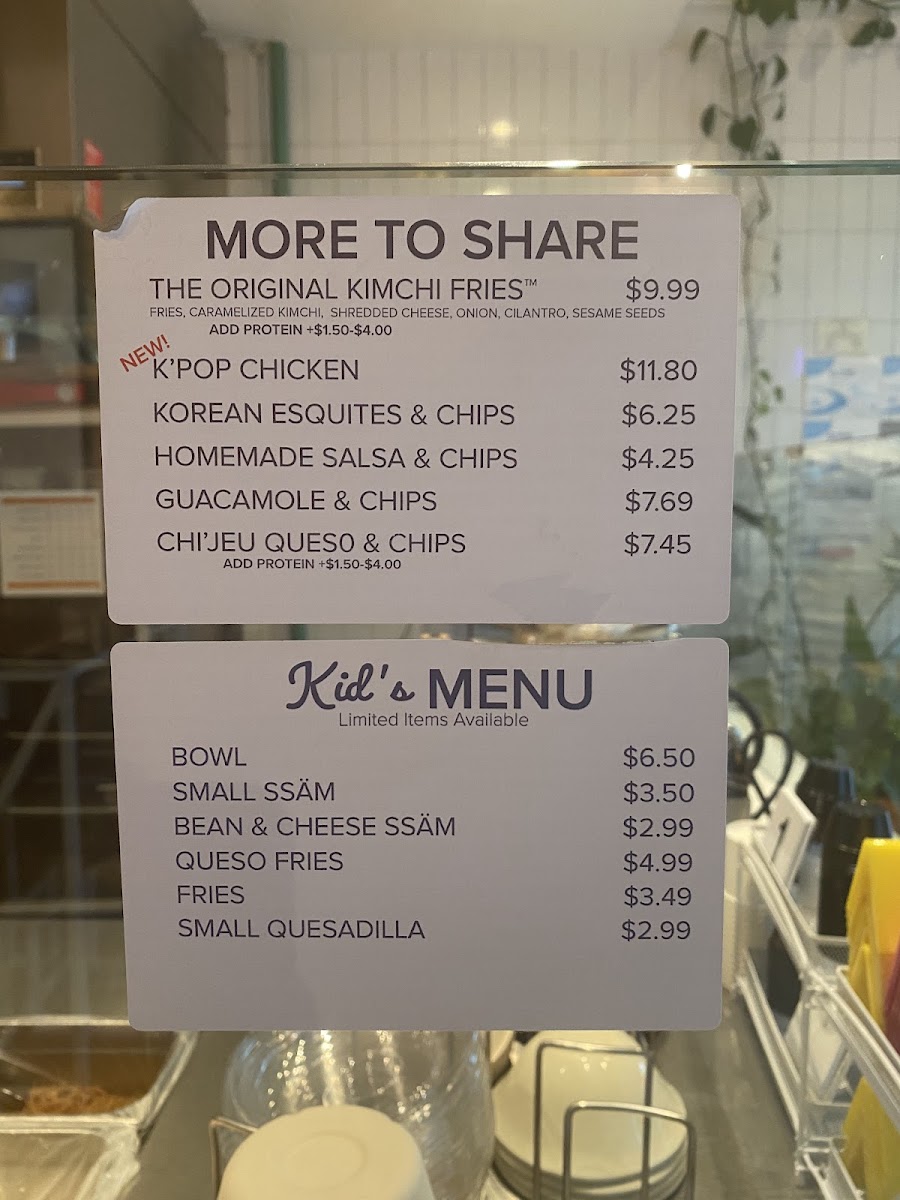 MORE TO SHARE
THE ORIGINAL KIMCHI FRIES™ $9.99
FRIES, CARAMELIZED KIMCHI, SHREDDED CHEESE, ONION, CILANTRO, SESAME SEEDS
ADD PROTEIN +$1.50-$4.00
NEW!
K'POP CHICKEN $11.80
KOREAN ESQUITES & CHIPS $6.25
HOMEMADE SALSA & CHIPS $4.25
GUACAMOLE & CHIPS $7.69
CHI'JEU QUES0 & CHIPS $7.45
ADD PROTEIN +$1.50-$4.00
Kid's MENU
Limited Items Available
BOWL $6.50
SMALL SSÄM $3.50
BEAN & CHEESE SSÄM $2.99
QUESO FRIES $4.99
FRIES $3.49
SMALL QUESADILLA $2.99
1